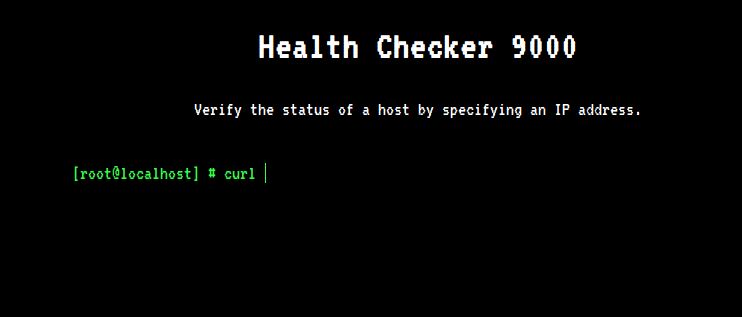 Health Checker 9000
Verify the status of a host by specifying an IP address.
[root@localhost] # curl